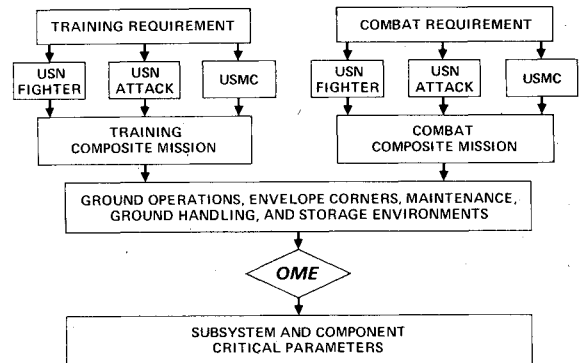 TRAINING REQUIREMENT
COMBAT REQUIREMENT
USN
FIGHTER
USN
ATTACK
USMC
USN
FIGHTER
USN
ATTACK
USMC
TRAINING
COMPOSITE MISSION
COMBAT
COMPOSITE MISSION
GROUND OPERATIONS, ENVELOPE CORNERS, MAINTENANCE,
GROUND HANDLING, AND STORAGE ENVIRONMENTS
OME
SUBSYSTEM AND COMPONENT
CRITICAL PARAMETERS